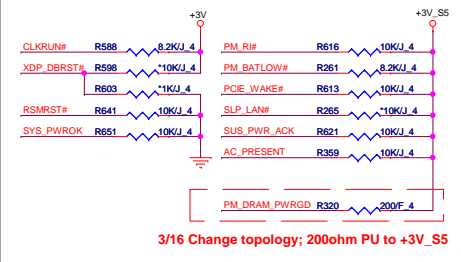 +3V
CLKRUN# R588 8.2K/J_4
XDP_DBRST# R598 *10K/J_4
R603 *1K/J_4
RSMRST# R641 10K/J_4
SYS_PWROK R651 10K/J_4
+3V_S5
PM_RI# R616 10K/J_4
PM_BATLOW# R261 8.2K/J_4
PCIE_WAKE# R613 10K/J_4
SLP_LAN# R265 *10K/J_4
SUS_PWR_ACK R621 10K/J_4
AC_PRESENT R359 10K/J_4
PM_DRAM_PWRGD R320 200/F_4
3/16 Change topology; 200ohm PU to +3V_S5